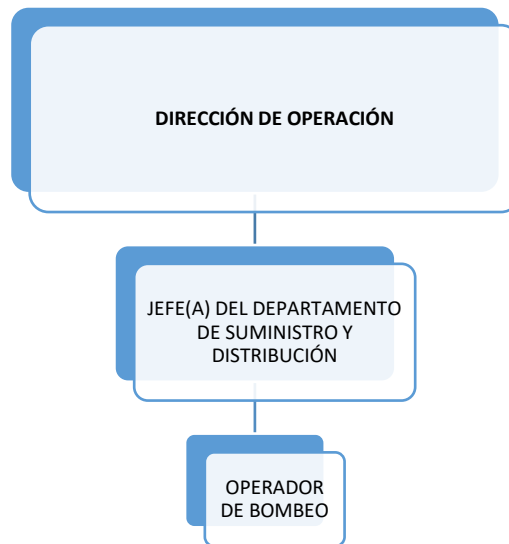 DIRECCIÓN DE OPERACIÓN
JEFE(A) DEL DEPARTAMENTO
DE SUMINISTRO Y
DISTRIBUCIÓN
OPERADOR
DE BOMBEO